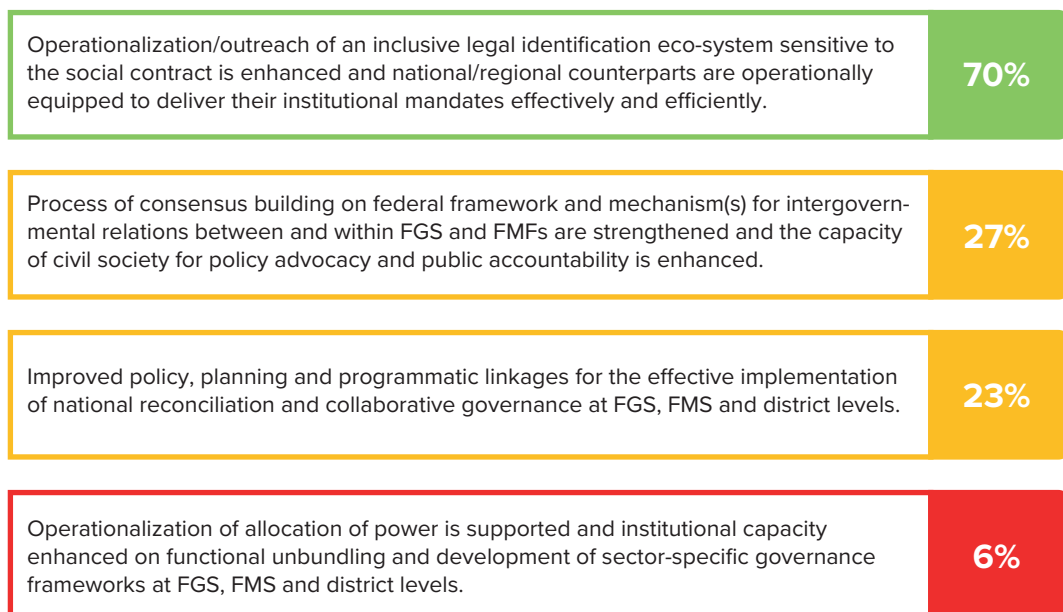 Operationalization/outreach of an inclusive legal identification eco-system sensitive to
the social contract is enhanced and national/regional counterparts are operationally
equipped to deliver their institutional mandates effectively and efficiently.
70%
Process of consensus building on federal framework and mechanism(s) for intergovern-
mental relations between and within FGS and FMFs are strengthened and the capacity
of civil society for policy advocacy and public accountability is enhanced.
27%
Improved policy, planning and programmatic linkages for the effective implementation
of national reconciliation and collaborative governance at FGS, FMS and district levels.
23%
Operationalization of allocation of power is supported and institutional capacity
enhanced on functional unbundling and development of sector-specific governance
frameworks at FGS, FMS and district levels.
6%